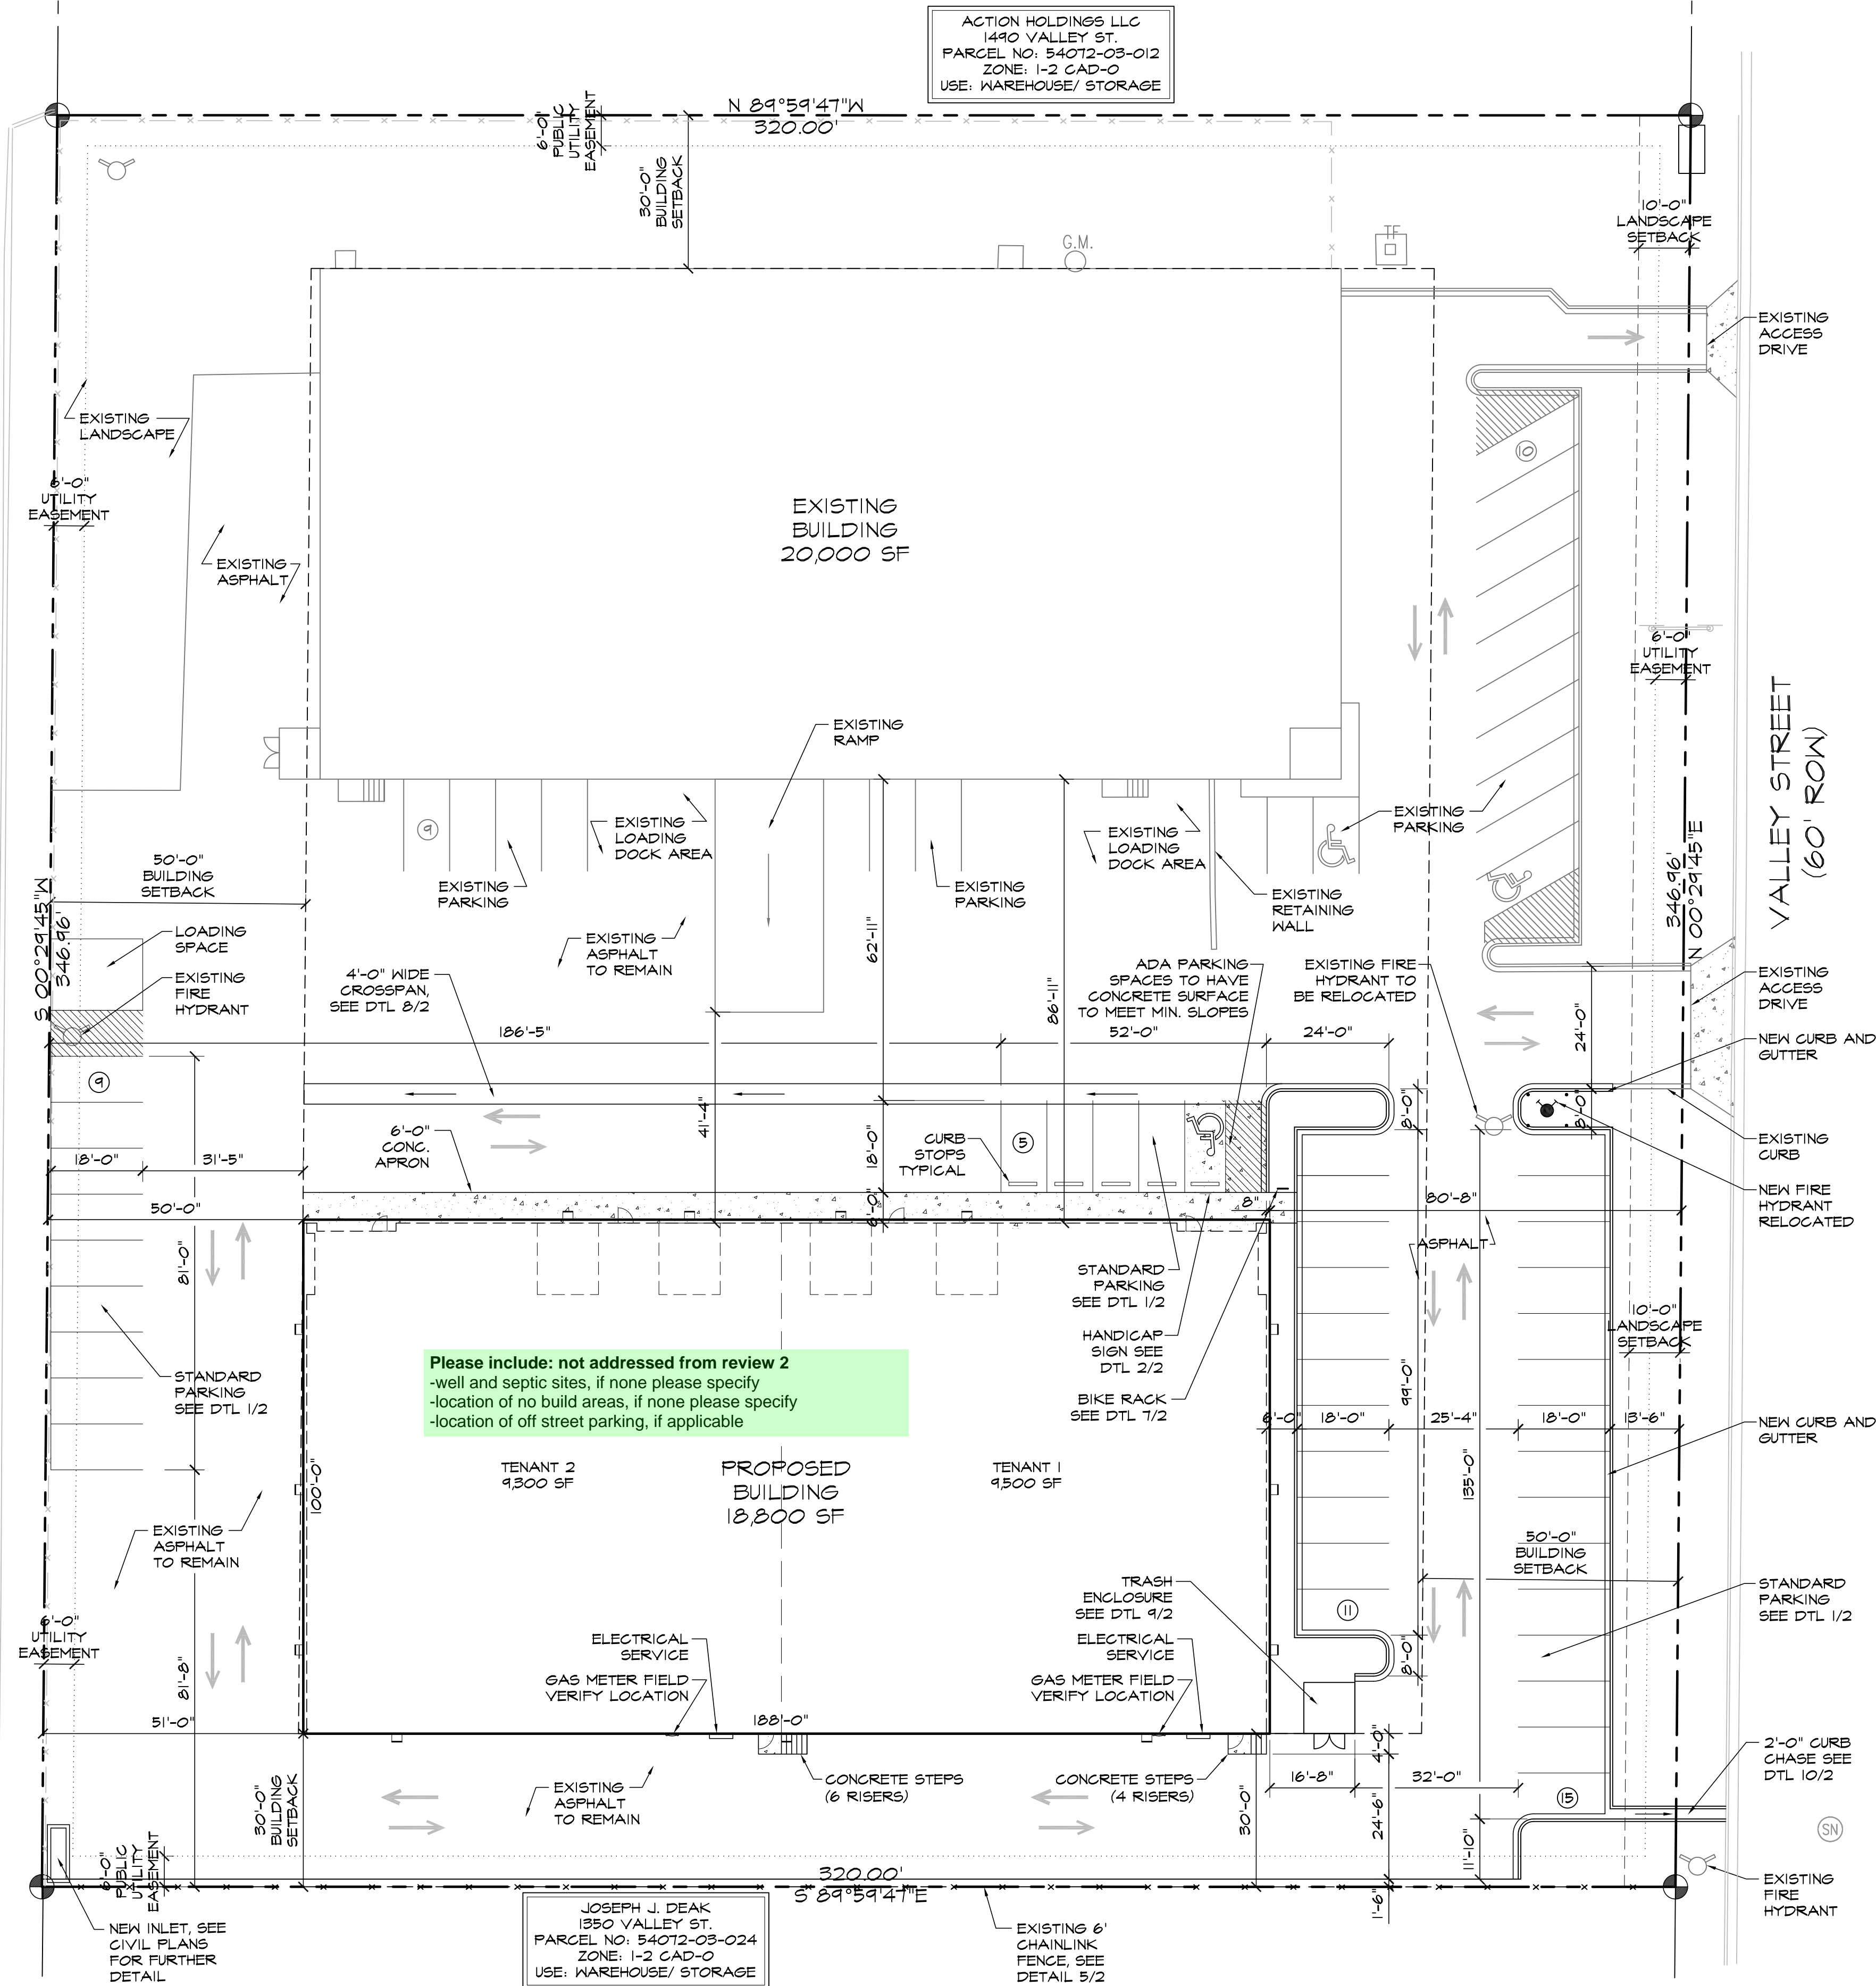 ACTION HOLDINGS LLC
1490 VALLEY ST.
PARCEL NO: 54072-03-012
ZONE: I-2 CAD-O
USE: WAREHOUSE/ STORAGE
N 89°59'47"W
320.00'
6'-0"
PUBLIC
UTILITY
EASEMENT
30'-0"
BUILDING
SETBACK
G.M.
TF
10'-0"
LANDSCAPE
SETBACK
EXISTING
ACCESS
DRIVE
EXISTING
LANDSCAPE
10
6'-0"
UTILITY
EASEMENT
EXISTING
BUILDING
20,000 SF
EXISTING
ASPHALT
6'-0"
UTILITY
EASEMENT
VALLEY STREET
(60' ROW)
EXISTING
RAMP
9
EXISTING
LOADING
DOCK AREA
EXISTING
LOADING
DOCK AREA
EXISTING
PARKING
50'-0"
BUILDING
SETBACK
EXISTING
PARKING
EXISTING
PARKING
EXISTING
RETAINING
WALL
S 00°29'45"W
346.96'
346.96'
N 00°29'45"E
LOADING
SPACE
EXISTING
FIRE
HYDRANT
EXISTING
ASPHALT
TO REMAIN
62'-11"
86'-11"
4'-0" WIDE
CROSSPAN,
SEE DTL 8/2
ADA PARKING
SPACES TO HAVE
CONCRETE SURFACE
TO MEET MIN. SLOPES
EXISTING FIRE
HYDRANT TO
BE RELOCATED
EXISTING
ACCESS
DRIVE
186'-5"
52'-0"
24'-0"
24'-0"
NEW CURB AND
GUTTER
9
41'-4"
18'-0"
6'-0"
8'-0"
8'-0"
6'-0"
CONC.
APRON
CURB
STOPS
TYPICAL
5
EXISTING
CURB
18'-0"
31'-5"
50'-0"
8"
80'-8"
NEW FIRE
HYDRANT
RELOCATED
81'-0"
ASPHALT
STANDARD
PARKING
SEE DTL 1/2
HANDICAP
SIGN SEE
DTL 2/2
BIKE RACK
SEE DTL 7/2
10'-0"
LANDSCAPE
SETBACK
Please include: not addressed from review 2
-well and septic sites, if none please specify
-location of no build areas, if none please specify
-location of off street parking, if applicable
STANDARD
PARKING
SEE DTL 1/2
99'-0"
6'-0"
18'-0"
25'-4"
18'-0"
13'-6"
NEW CURB AND
GUTTER
100'-0"
TENANT 2
9,300 SF
PROPOSED
BUILDING
18,800 SF
TENANT 1
9,500 SF
135'-0"
EXISTING
ASPHALT
TO REMAIN
50'-0"
BUILDING
SETBACK
TRASH
ENCLOSURE
SEE DTL 9/2
11
STANDARD
PARKING
SEE DTL 1/2
6'-0"
UTILITY
EASEMENT
81'-8"
ELECTRICAL
SERVICE
GAS METER FIELD
VERIFY LOCATION
ELECTRICAL
SERVICE
GAS METER FIELD
VERIFY LOCATION
8'-0"
51'-0"
188'-0"
4'-0"
2'-0" CURB
CHASE SEE
DTL 10/2
30'-0"
BUILDING
SETBACK
EXISTING
ASPHALT
TO REMAIN
CONCRETE STEPS
(6 RISERS)
CONCRETE STEPS
(4 RISERS)
16'-8"
32'-0"
15
30'-0"
24'-6"
11'-10"
SN
6'-0"
PUBLIC
UTILITY
EASEMENT
320.00'
S 89°59'47"E
1'-6"
EXISTING
FIRE
HYDRANT
NEW INLET, SEE
CIVIL PLANS
FOR FURTHER
DETAIL
JOSEPH J. DEAK
1350 VALLEY ST.
PARCEL NO: 54072-03-024
ZONE: I-2 CAD-O
USE: WAREHOUSE/ STORAGE
EXISTING 6'
CHAINLINK
FENCE, SEE
DETAIL 5/2